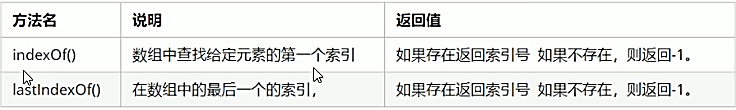 方法名 说明 返回值
indexOf() 数组中查找给定元素的第一个索引 如果存在返回索引号 如果不存在，则返回-1。
lastIndexOf() 在数组中的最后一个的索引， 如果存在返回索引号 如果不存在，则返回-1。